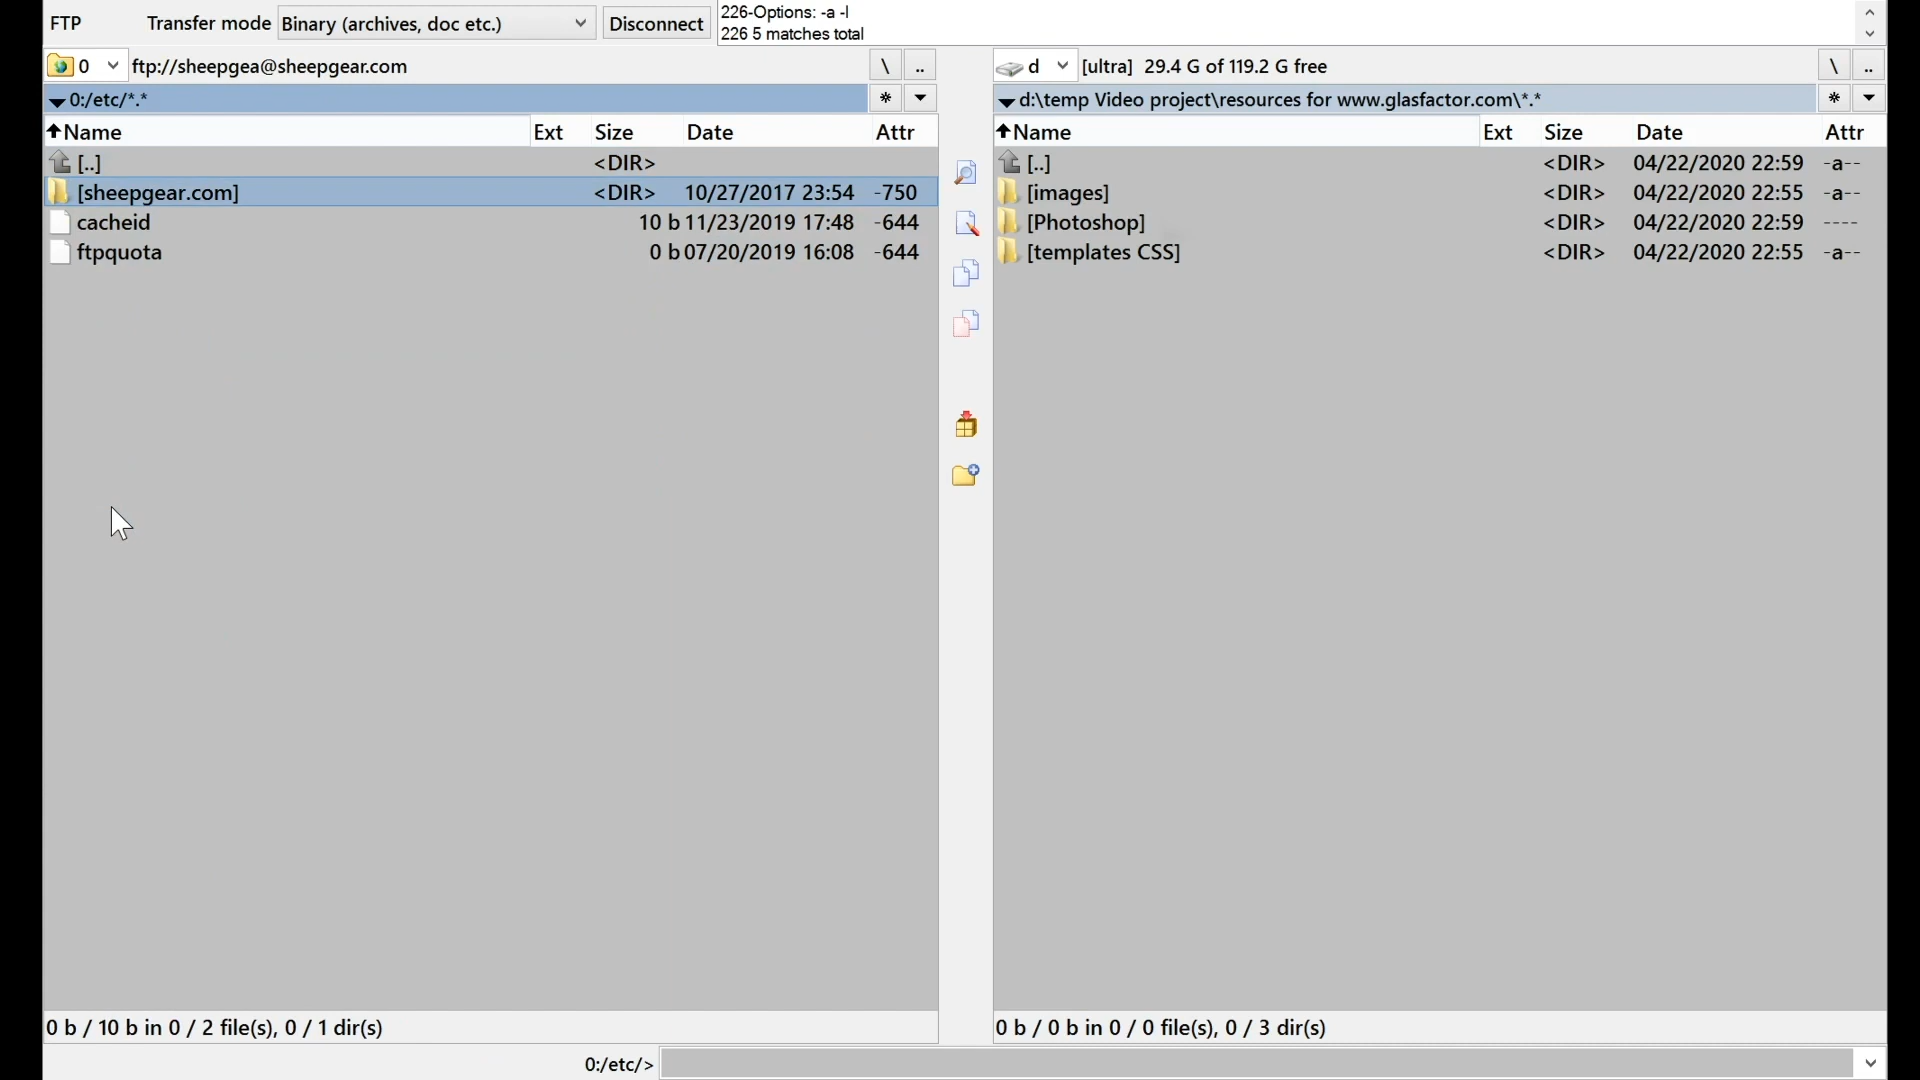 FTP Transfer mode Binary (archives, doc etc.) Disconnect
226-Options: -a -l
226 5 matches total
0 ftp://sheepgea@sheepgear.com \ ..
0:/etc/*.* *
Name Ext Size Date Attr
[..] <DIR>
[sheepgear.com] <DIR> 10/27/2017 23:54 -750
cacheid 10 b 11/23/2019 17:48 -644
ftpquota 0 b 07/20/2019 16:08 -644
0 b / 10 b in 0 / 2 file(s), 0 / 1 dir(s)
d [ultra] 29.4 G of 119.2 G free \ ..
d:\temp Video project\resources for www.glasfactor.com\*.* *
Name Ext Size Date Attr
[..] <DIR> 04/22/2020 22:59 -a--
[images] <DIR> 04/22/2020 22:55 -a--
[Photoshop] <DIR> 04/22/2020 22:59 ----
[templates CSS] <DIR> 04/22/2020 22:55 -a--
0 b / 0 b in 0 / 0 file(s), 0 / 3 dir(s)
0:/etc/>